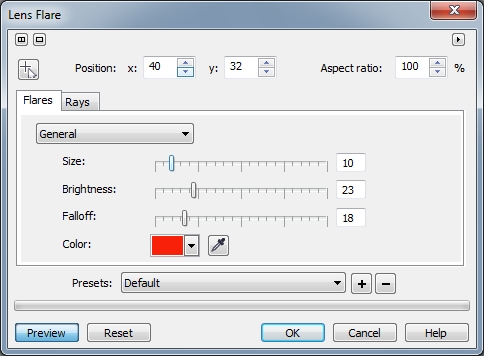 Lens Flare
Position: x: 40 y: 32 Aspect ratio: 100 %
Flares Rays
General
Size: 10
Brightness: 23
Falloff: 18
Color:
Presets: Default
Preview Reset OK Cancel Help